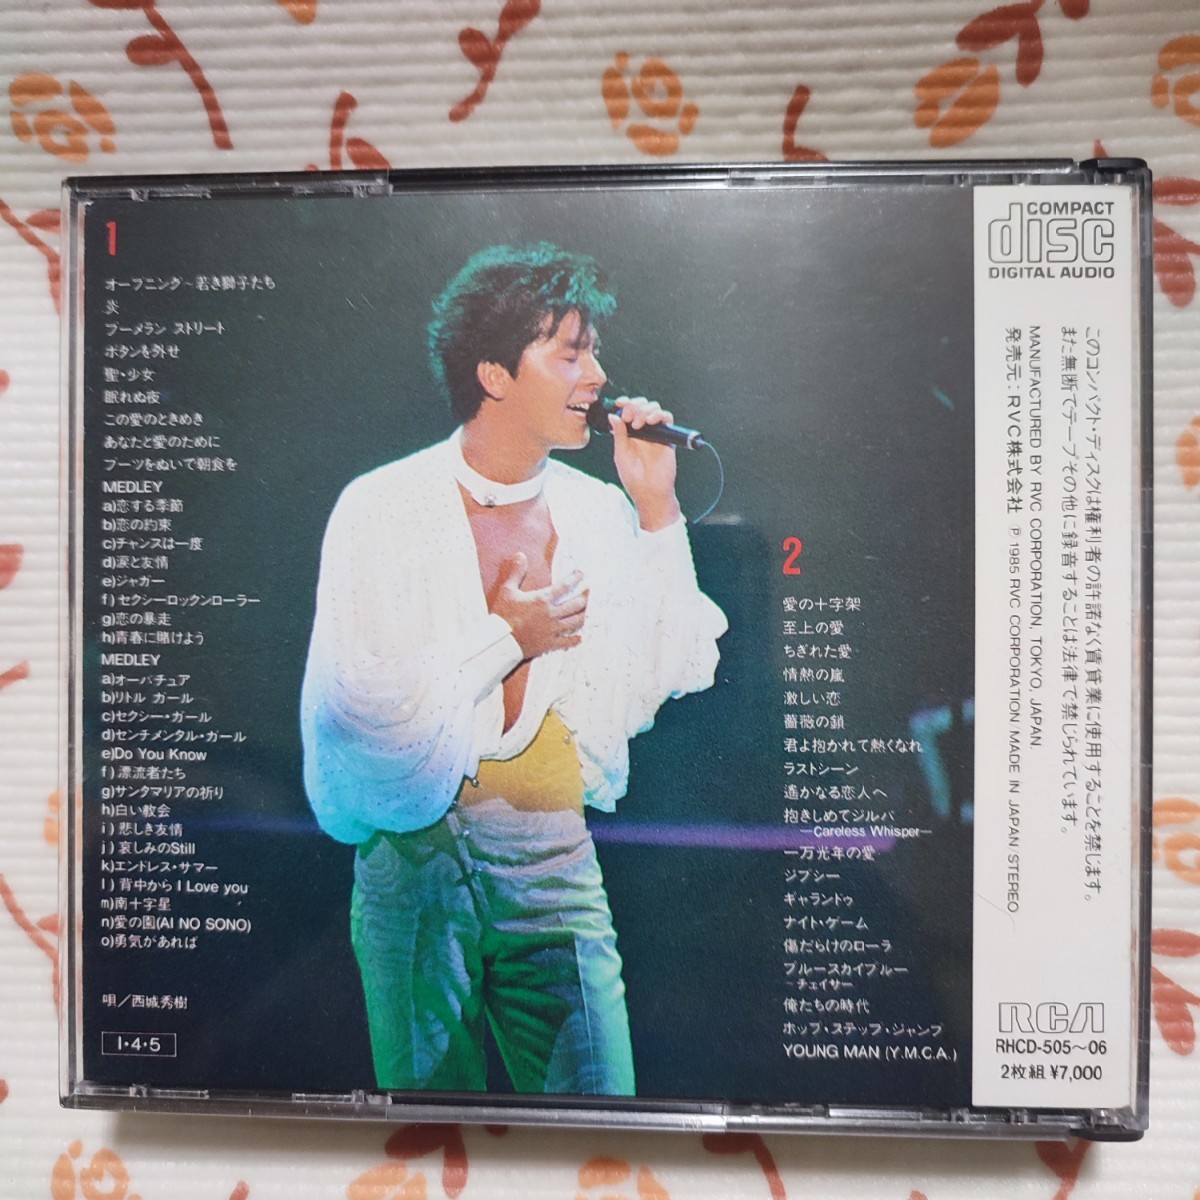 1
オープニング~若き獅子たち
炎
ブーメラン ストリート
ボタンを外せ
聖・少女
眠れぬ夜
この愛のときめき
あなたと愛のために
ブーツをぬいで朝食を
MEDLEY
a)恋する季節
b)恋の約束
c)チャンスは一度
d)涙と友情
e)ジャガー
f)セクシーロックンローラー
g)恋の暴走
h)青春に賭けよう
MEDLEY
a)オーバチュア
b)リトル ガール
c)セクシー・ガール
d)センチメンタル・ガール
e)Do You Know
f)漂流者たち
g)サンタマリアの祈り
h)白い教会
i)悲しき友情
j)哀しみのStill
k)エンドレス・サマー
l)背中から I Love you
m)南十字星
n)愛の園(AI NO SONO)
o)勇気があれば
唄/西城秀樹
I・4・5
2
愛の十字架
至上の愛
ちぎれた愛
情熱の嵐
激しい恋
薔薇の鎖
君よ抱かれて熱くなれ
ラストシーン
遙かなる恋人へ
抱きしめてジルバ
—Careless Whisper—
一万光年の愛
ジプシー
ギャランドゥ
ナイト・ゲーム
傷だらけのローラ
ブルースカイブルー
~チェイサー
俺たちの時代
ホップ・ステップ・ジャンプ
YOUNG MAN (Y.M.C.A.)
COMPACT
disc
DIGITAL AUDIO
このコンパクト・ディスクは権利者の許諾なく賃貸業に使用することを禁じます。
また無断でテープその他に録音することは法律で禁じられています。
MANUFACTURED BY RVC CORPORATION, TOKYO, JAPAN.
発売元:RVC株式会社 ℗ 1985 RVC CORPORATION MADE IN JAPAN/STEREO
RCA
RHCD-505~06
2枚組¥7,000